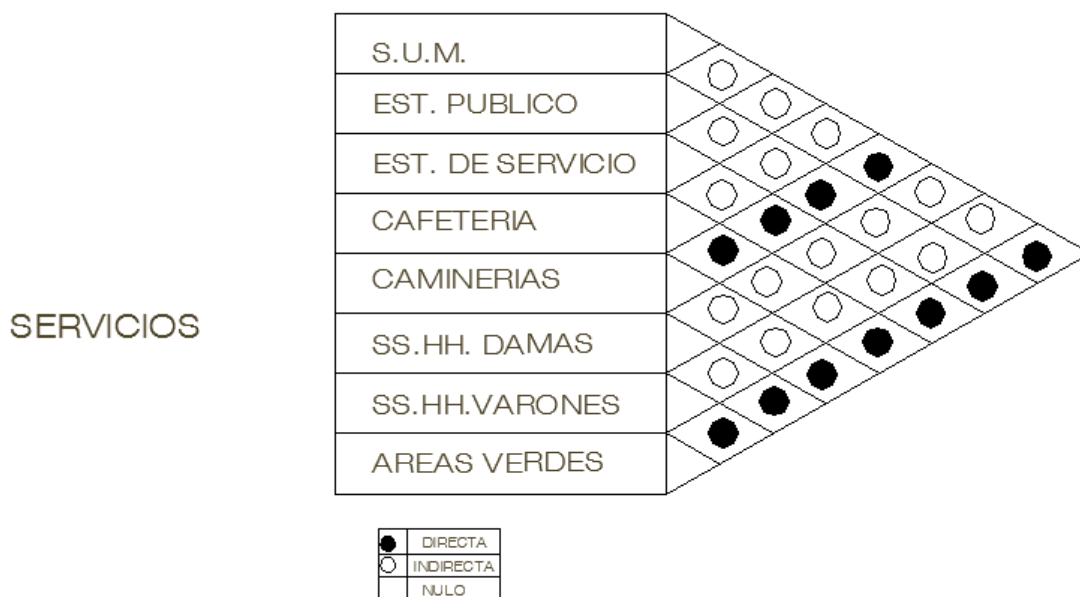 S.U.M.
EST. PUBLICO
EST. DE SERVICIO
CAFETERIA
CAMINERIAS
SERVICIOS
SS.HH. DAMAS
SS.HH.VARONES
AREAS VERDES
DIRECTA
INDIRECTA
NULO